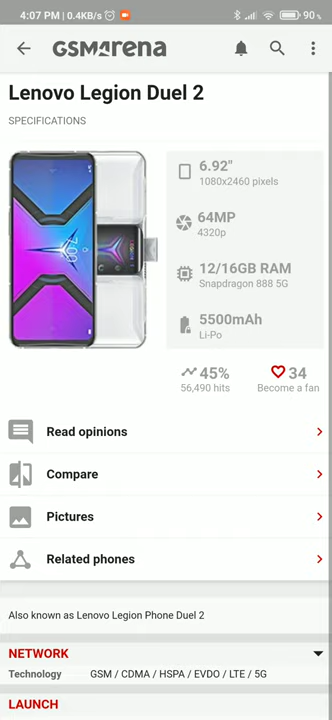 4:07 PM | 0.4KB/s
90%
GSMArena
Lenovo Legion Duel 2
SPECIFICATIONS
6.92"
1080x2460 pixels
64MP
4320p
12/16GB RAM
Snapdragon 888 5G
5500mAh
Li-Po
45%
56,490 hits
34
Become a fan
Read opinions
Compare
Pictures
Related phones
Also known as Lenovo Legion Phone Duel 2
NETWORK
Technology GSM / CDMA / HSPA / EVDO / LTE / 5G
LAUNCH